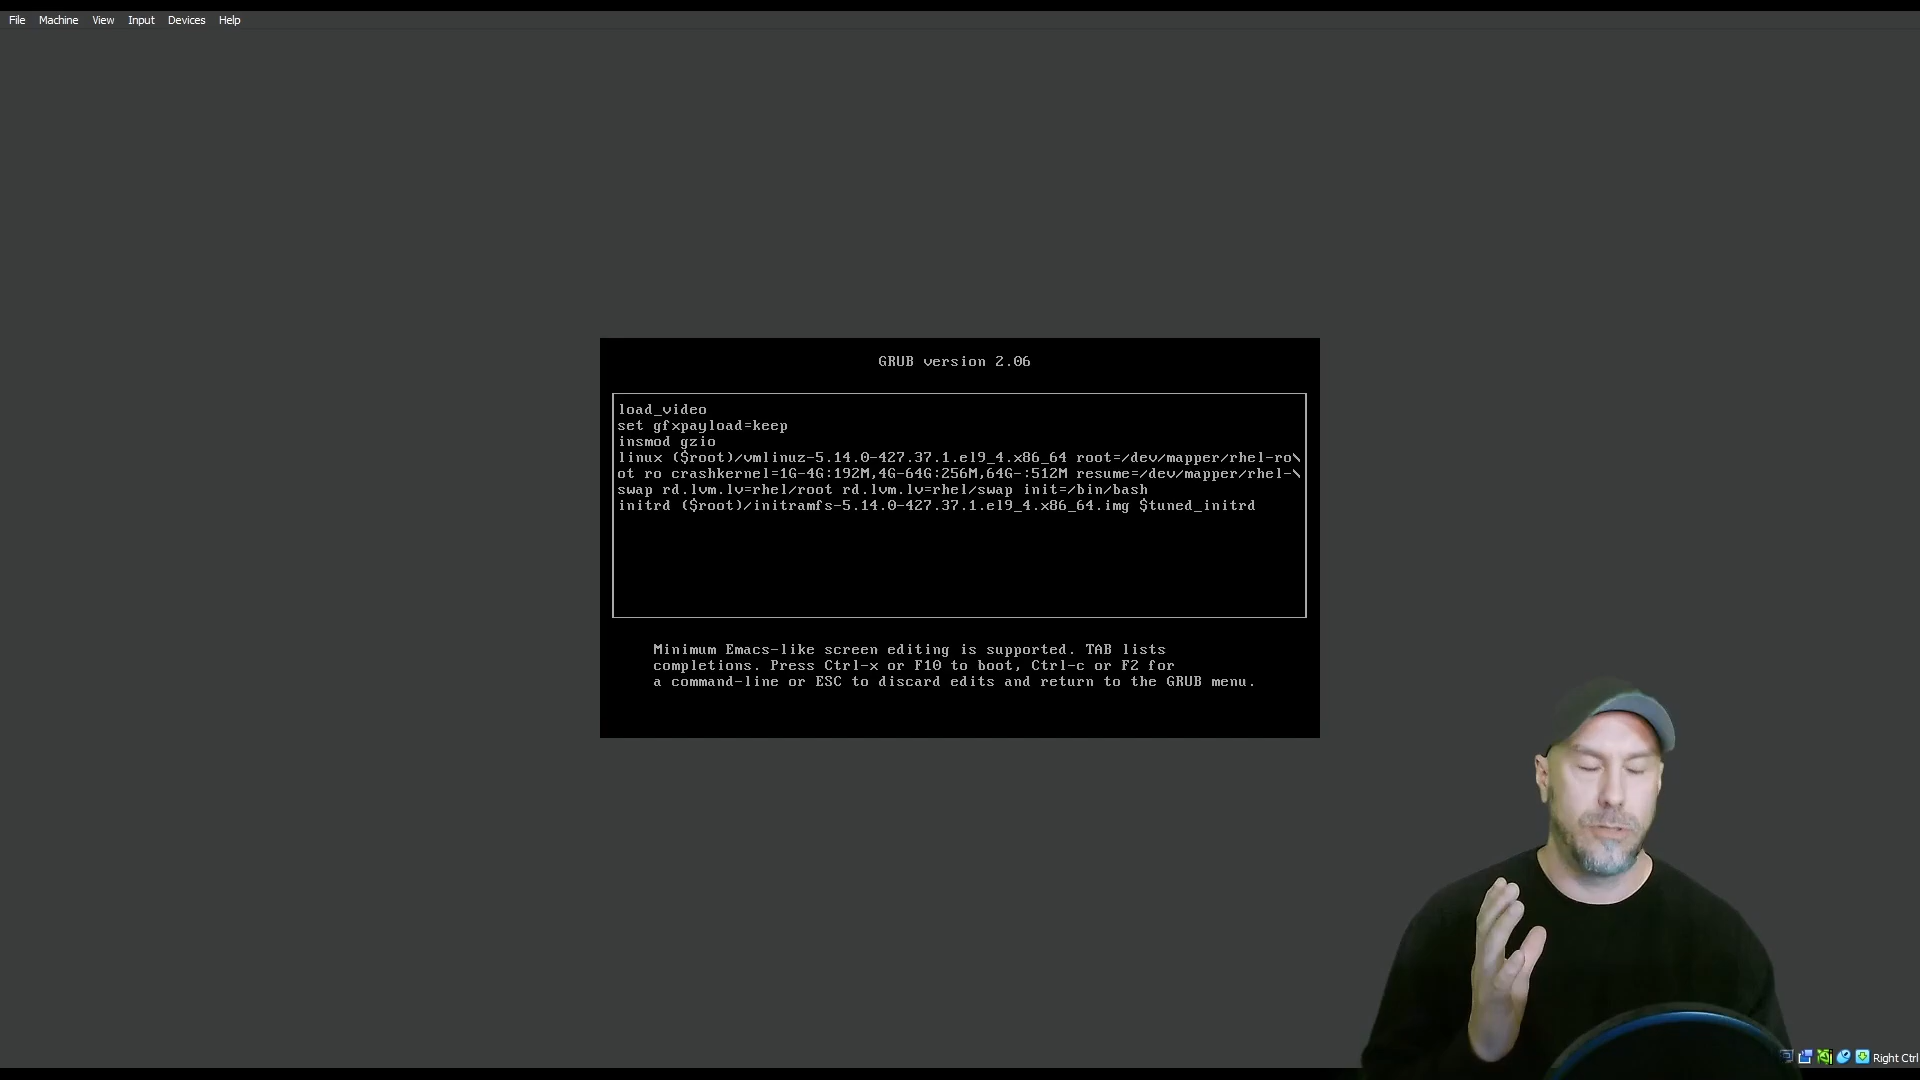 File Machine View Input Devices Help
GRUB version 2.06
load_video
set gfxpayload=keep
insmod gzio
linux ($root)/vmlinuz-5.14.0-427.37.1.el9_4.x86_64 root=/dev/mapper/rhel-ro\
ot ro crashkernel=1G-4G:192M,4G-64G:256M,64G-:512M resume=/dev/mapper/rhel-\
swap rd.lvm.lv=rhel/root rd.lvm.lv=rhel/swap init=/bin/bash
initrd ($root)/initramfs-5.14.0-427.37.1.el9_4.x86_64.img $tuned_initrd
Minimum Emacs-like screen editing is supported. TAB lists
completions. Press Ctrl-x or F10 to boot, Ctrl-c or F2 for
a command-line or ESC to discard edits and return to the GRUB menu.
Right Ctrl